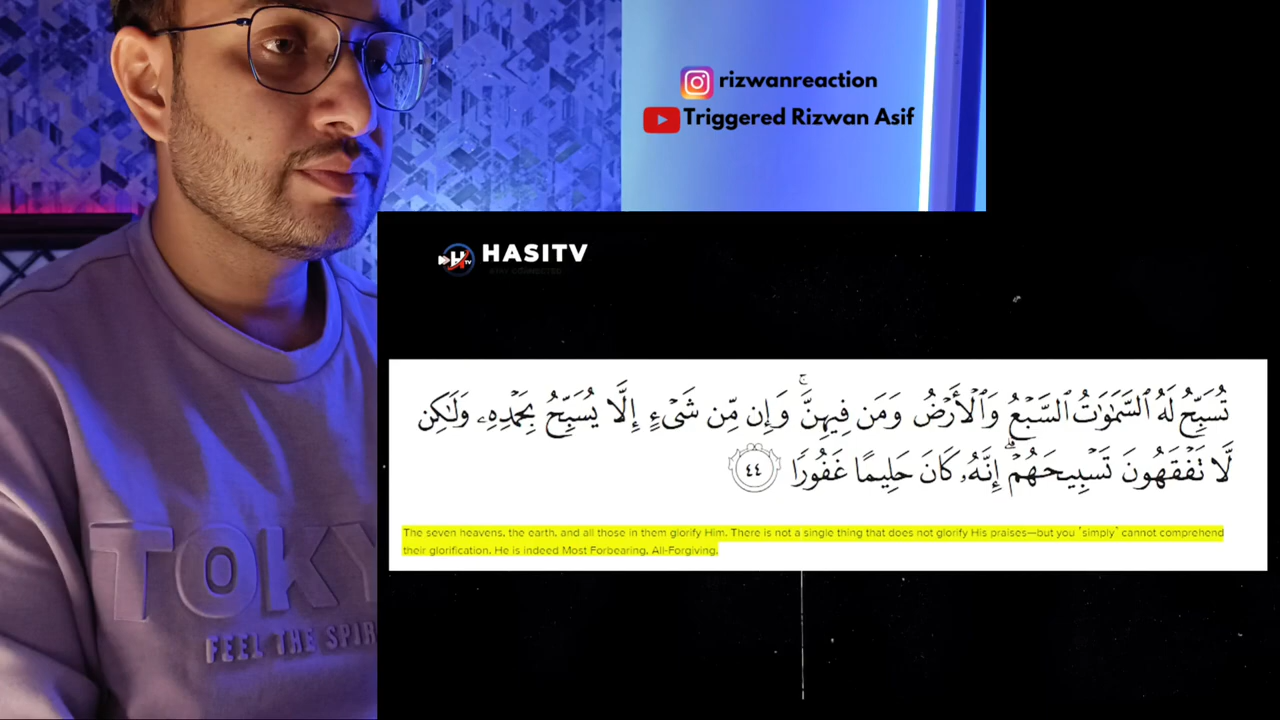 rizwanreaction
Triggered Rizwan Asif
HASITV
STAY CONNECTED
تُسَبِّحُ لَهُ ٱلسَّمَـٰوَٰتُ ٱلسَّبْعُ وَٱلْأَرْضُ وَمَن فِيهِنَّ ۚ وَإِن مِّن شَىْءٍ إِلَّا يُسَبِّحُ بِحَمْدِهِۦ وَلَـٰكِن
لَّا تَفْقَهُونَ تَسْبِيحَهُمْ ۗ إِنَّهُۥ كَانَ حَلِيمًا غَفُورًا ٤٤
The seven heavens, the earth, and all those in them glorify Him. There is not a single thing that does not glorify His praises—but you ˹simply˺ cannot comprehend
their glorification. He is indeed Most Forbearing, All-Forgiving.
TOKY
FEEL THE SPIR